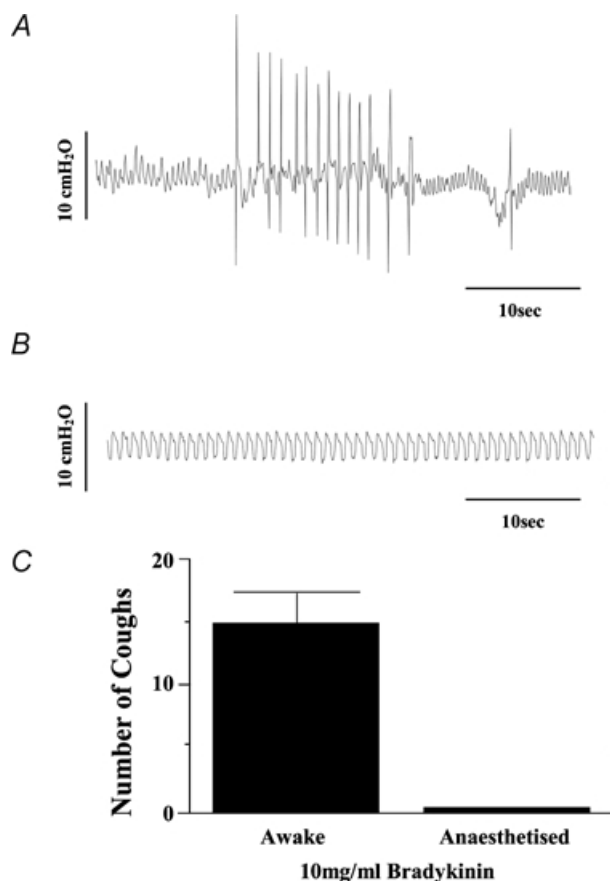 A
10 cmH₂O
10sec
B
10 cmH₂O
10sec
C
Number of Coughs
20
10
0
Awake Anaesthetised
10mg/ml Bradykinin